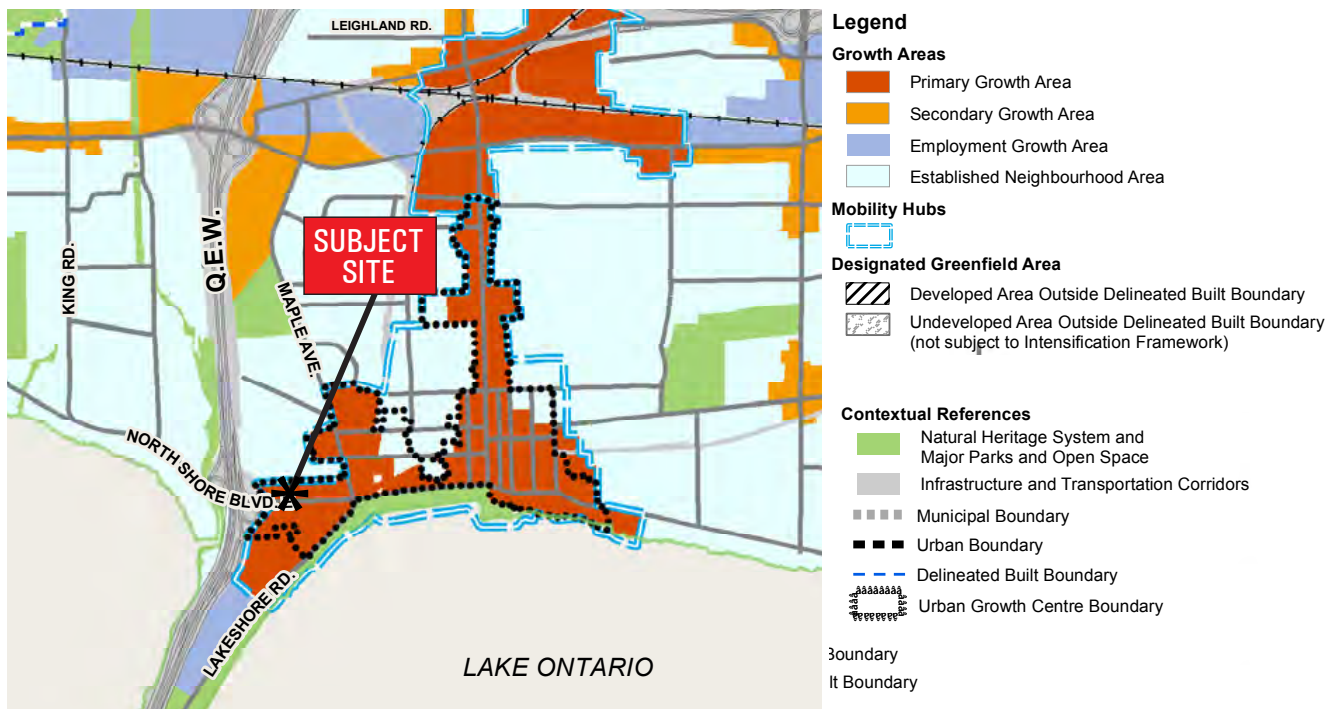 LEIGHLAND RD.
KING RD.
Q.E.W.
SUBJECT
SITE
MAPLE AVE.
NORTH SHORE BLVD. E.
LAKESHORE RD.
LAKE ONTARIO
Legend
Growth Areas
Primary Growth Area
Secondary Growth Area
Employment Growth Area
Established Neighbourhood Area
Mobility Hubs
Designated Greenfield Area
Developed Area Outside Delineated Built Boundary
Undeveloped Area Outside Delineated Built Boundary
(not subject to Intensification Framework)
Contextual References
Natural Heritage System and
Major Parks and Open Space
Infrastructure and Transportation Corridors
Municipal Boundary
Urban Boundary
Delineated Built Boundary
Urban Growth Centre Boundary
Boundary
lt Boundary